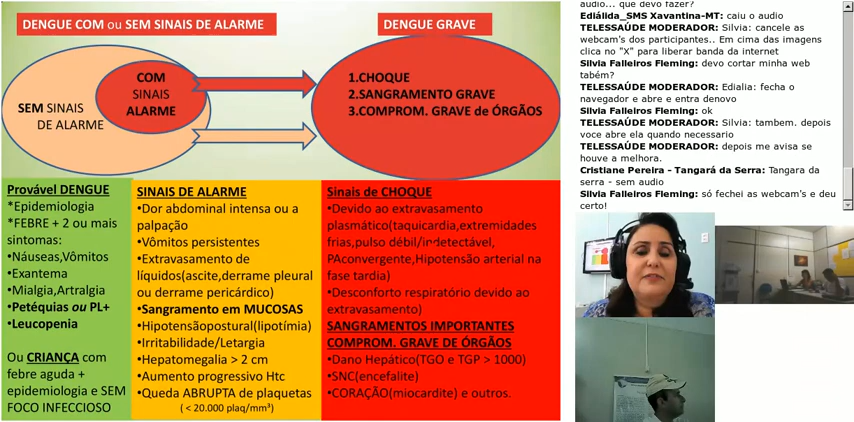 DENGUE COM ou SEM SINAIS DE ALARME
DENGUE GRAVE
COM
SINAIS
ALARME
SEM SINAIS
DE ALARME
1.CHOQUE
2.SANGRAMENTO GRAVE
3.COMPROM. GRAVE de ÓRGÃOS
Provável DENGUE
*Epidemiologia
*FEBRE + 2 ou mais
sintomas:
•Náuseas,Vômitos
•Exantema
•Mialgia,Artralgia
•Petéquias ou PL+
•Leucopenia
Ou CRIANÇA com
febre aguda +
epidemiologia e SEM
FOCO INFECCIOSO
SINAIS DE ALARME
•Dor abdominal intensa ou a
palpação
•Vômitos persistentes
•Extravasamento de
líquidos(ascite,derrame pleural
ou derrame pericárdico)
•Sangramento em MUCOSAS
•Hipotensãopostural(lipotímia)
•Irritabilidade/Letargia
•Hepatomegalia > 2 cm
•Aumento progressivo Htc
•Queda ABRUPTA de plaquetas
( < 20.000 plaq/mm³)
Sinais de CHOQUE
•Devido ao extravasamento
plasmático(taquicardia,extremidades
frias,pulso débil/indetectável,
PAconvergente,Hipotensão arterial na
fase tardia)
•Desconforto respiratório devido ao
extravasamento)
SANGRAMENTOS IMPORTANTES
COMPROM. GRAVE DE ÓRGÃOS
•Dano Hepático(TGO e TGP > 1000)
•SNC(encefalite)
•CORAÇÃO(miocardite) e outros.
audio... que devo fazer?
Ediálida_SMS Xavantina-MT: caiu o audio
TELESSAÚDE MODERADOR: Silvia: cancele as
webcam's dos participantes.. Em cima das imagens
clica no "X" para liberar banda da internet
Silvia Falleiros Fleming: devo cortar minha web
tabém?
TELESSAÚDE MODERADOR: Edialia: fecha o
navegador e abre e entra denovo
Silvia Falleiros Fleming: ok
TELESSAÚDE MODERADOR: Silvia: tambem. depois
voce abre ela quando necessario
TELESSAÚDE MODERADOR: depois me avisa se
houve a melhora.
Cristiane Pereira - Tangará da Serra: Tangara da
serra - sem audio
Silvia Falleiros Fleming: só fechei as webcam's e deu
certo!